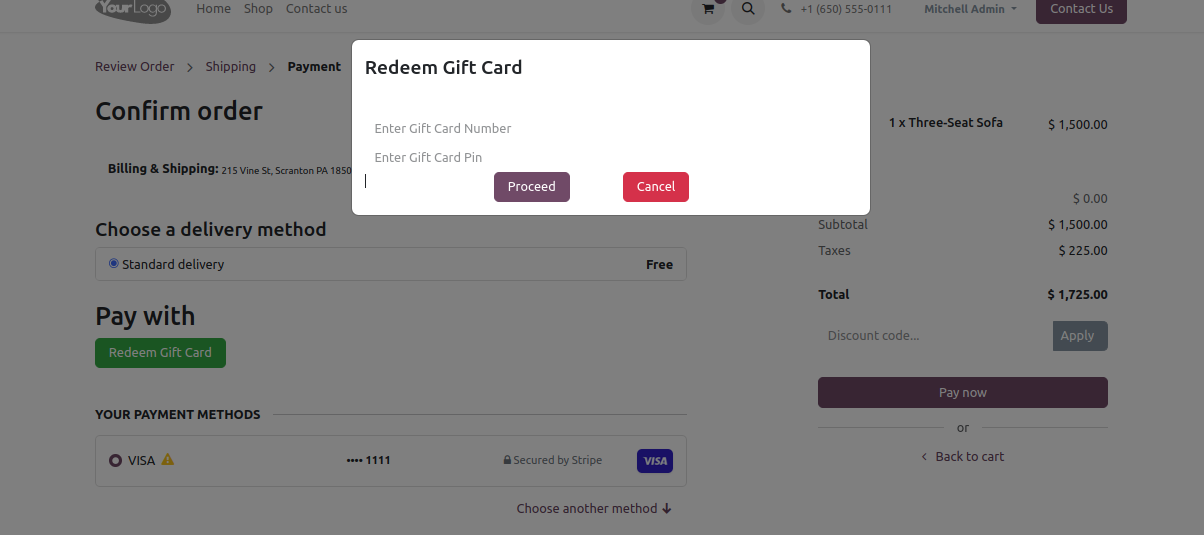 YourLogo
Home Shop Contact us
+1 (650) 555-0111 Mitchell Admin Contact Us
Review Order > Shipping > Payment
Confirm order
Billing & Shipping: 215 Vine St, Scranton PA 1850
Redeem Gift Card
Enter Gift Card Number
Enter Gift Card Pin
Proceed Cancel
Choose a delivery method
Standard delivery Free
Pay with
Redeem Gift Card
YOUR PAYMENT METHODS
VISA •••• 1111 Secured by Stripe VISA
Choose another method
1 x Three-Seat Sofa $ 1,500.00
$ 0.00
Subtotal $ 1,500.00
Taxes $ 225.00
Total $ 1,725.00
Discount code... Apply
Pay now
or
< Back to cart